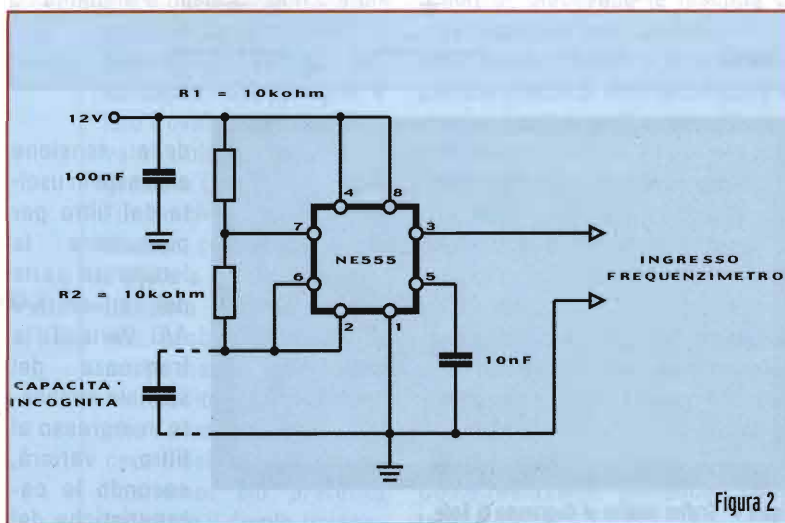 R1 = 10kohm
12V
100nF
4
8
7
3
NE555
INGRESSO
FREQUENZIMETRO
6
5
R2 = 10kohm
2
1
10nF
CAPACITA'
INCOGNITA
Figura 2